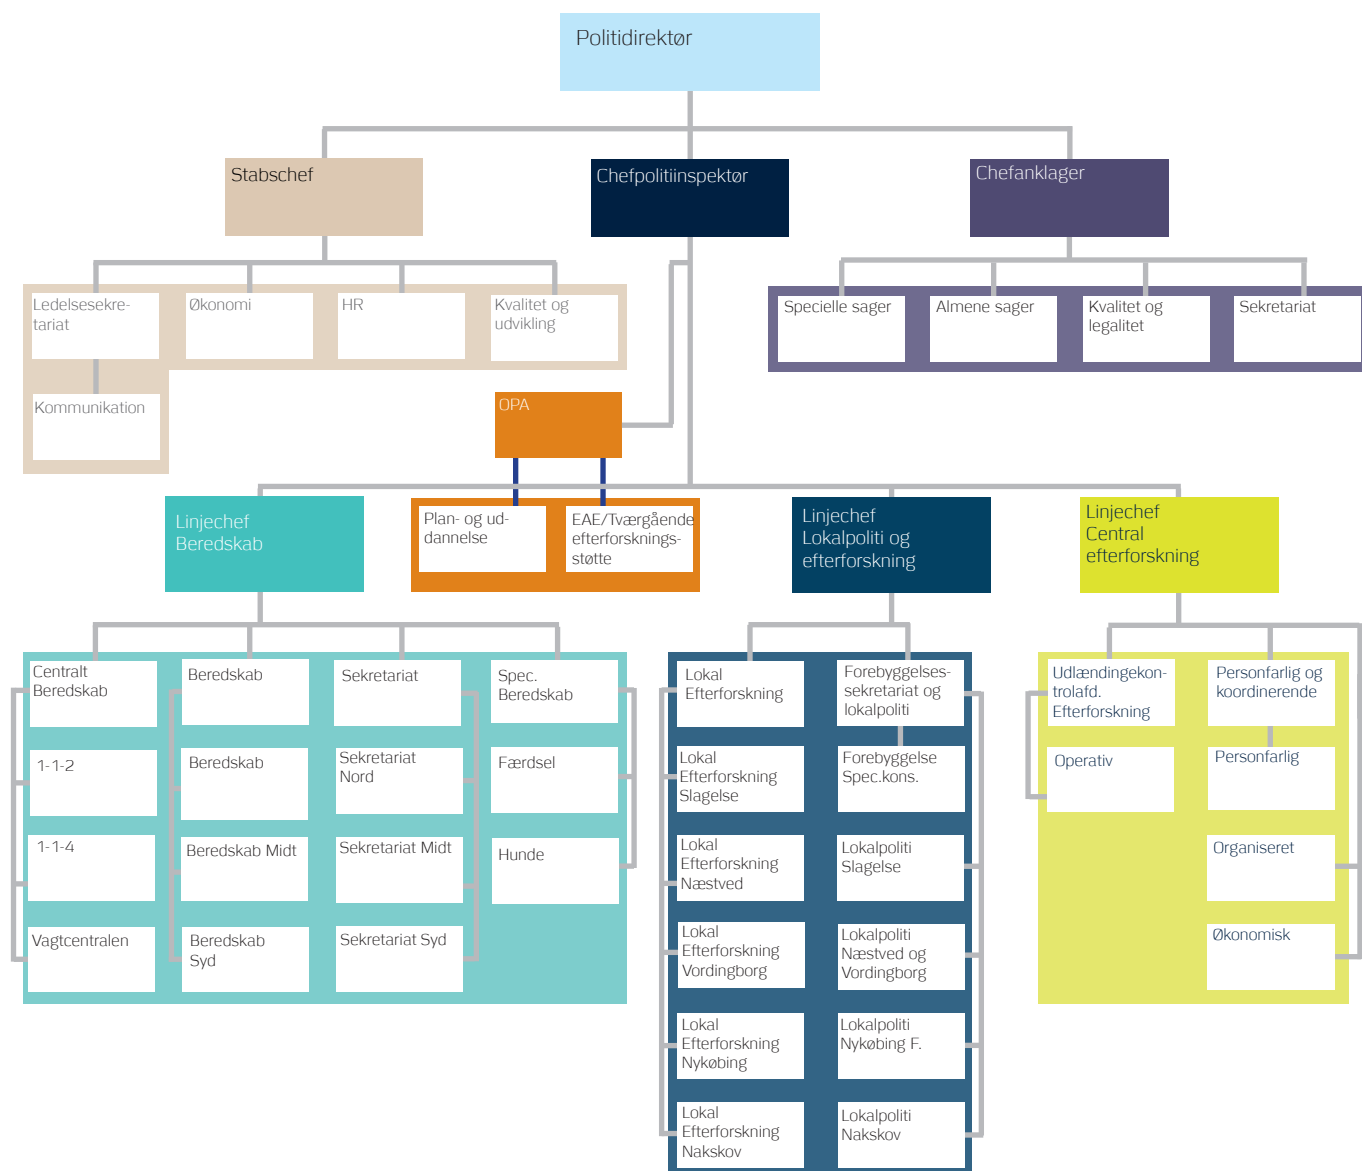 Politidirektør
Stabschef
Chefpolitiinspektør
Chefanklager
Ledelsesekre-
tariat
Økonomi
HR
Kvalitet og
udvikling
Specielle sager
Almene sager
Kvalitet og
legalitet
Sekretariat
Kommunikation
OPA
Linjechef
Beredskab
Plan- og ud-
dannelse
EAE/Tværgående
efterforsknings-
støtte
Linjechef
Lokalpoliti og
efterforskning
Linjechef
Central
efterforskning
Centralt
Beredskab
Beredskab
Sekretariat
Spec.
Beredskab
1-1-2
Beredskab
Sekretariat
Nord
Færdsel
1-1-4
Beredskab Midt
Sekretariat Midt
Hunde
Vagtcentralen
Beredskab
Syd
Sekretariat Syd
Lokal
Efterforskning
Forebyggelses-
sekretariat og
lokalpoliti
Lokal
Efterforskning
Slagelse
Forebyggelse
Spec.kons.
Lokal
Efterforskning
Næstved
Lokalpoliti
Slagelse
Lokal
Efterforskning
Vordingborg
Lokalpoliti
Næstved og
Vordingborg
Lokal
Efterforskning
Nykøbing
Lokalpoliti
Nykøbing F.
Lokal
Efterforskning
Nakskov
Lokalpoliti
Nakskov
Udlændingekon-
trolafd.
Efterforskning
Personfarlig og
koordinerende
Operativ
Personfarlig
Organiseret
Økonomisk